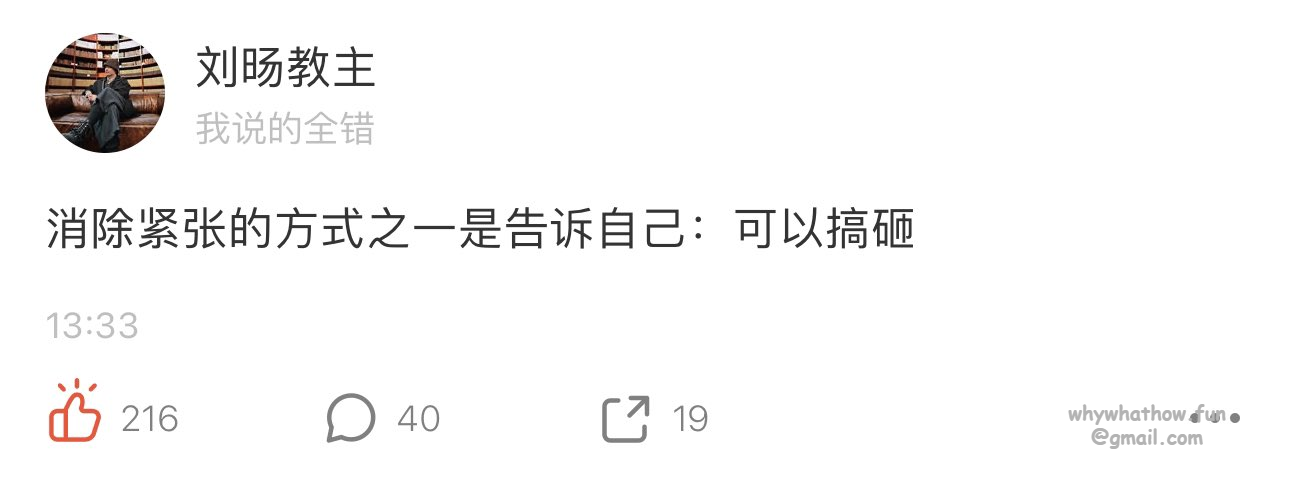 刘旸教主
我说的全错
消除紧张的方式之一是告诉自己：可以搞砸
13:33
216
40
19
whywhathow.fun
@gmail.com